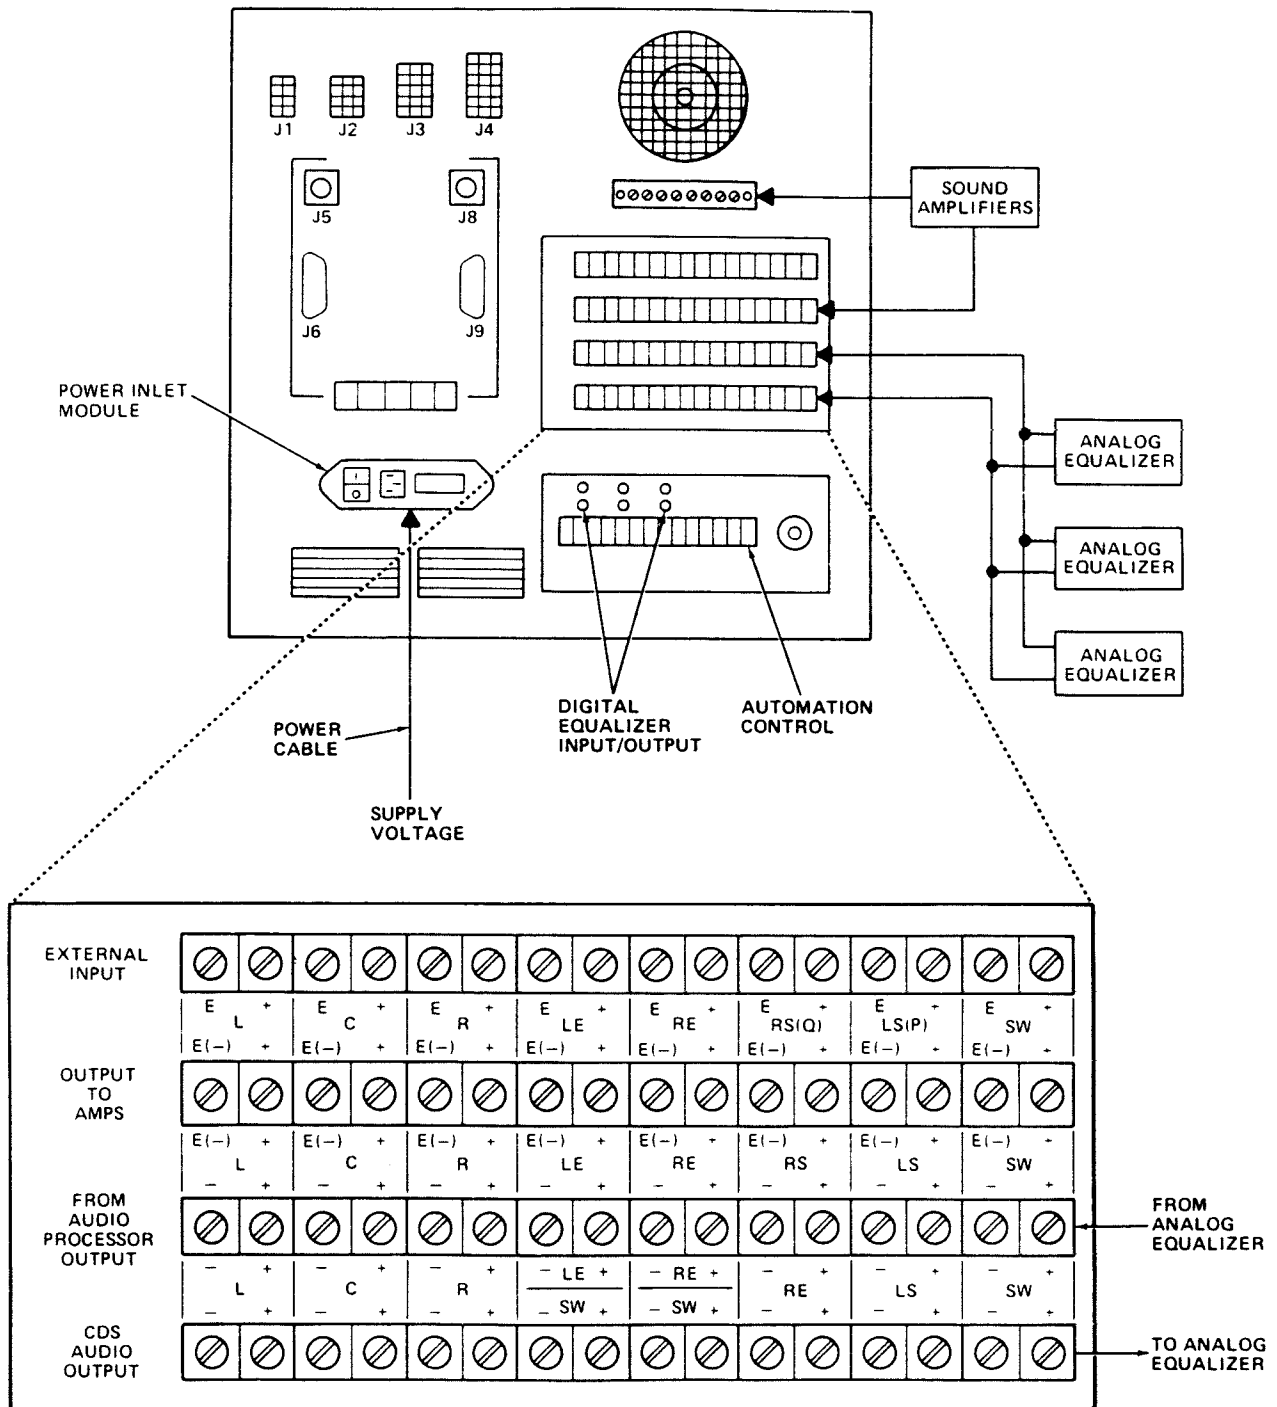 J1 J2 J3 J4
J5 J8
J6 J9
SOUND
AMPLIFIERS
POWER INLET
MODULE
ANALOG
EQUALIZER
ANALOG
EQUALIZER
ANALOG
EQUALIZER
DIGITAL
EQUALIZER
INPUT/OUTPUT
AUTOMATION
CONTROL
POWER
CABLE
SUPPLY
VOLTAGE
EXTERNAL
INPUT
E + E + E + E + E + E + E + E +
L C R LE RE RS(Q) LS(P) SW
E(−) + E(−) + E(−) + E(−) + E(−) + E(−) + E(−) + E(−) +
OUTPUT
TO
AMPS
E(−) + E(−) + E(−) + E(−) + E(−) + E(−) + E(−) + E(−) +
L C R LE RE RS LS SW
− + − + − + − + − + − + − + − +
FROM
AUDIO
PROCESSOR
OUTPUT
FROM
ANALOG
EQUALIZER
− + − + − + − LE + − RE + − + − + − +
L C R RE LS SW
− + − + − + − SW + − SW + − + − + − +
CDS
AUDIO
OUTPUT
TO ANALOG
EQUALIZER